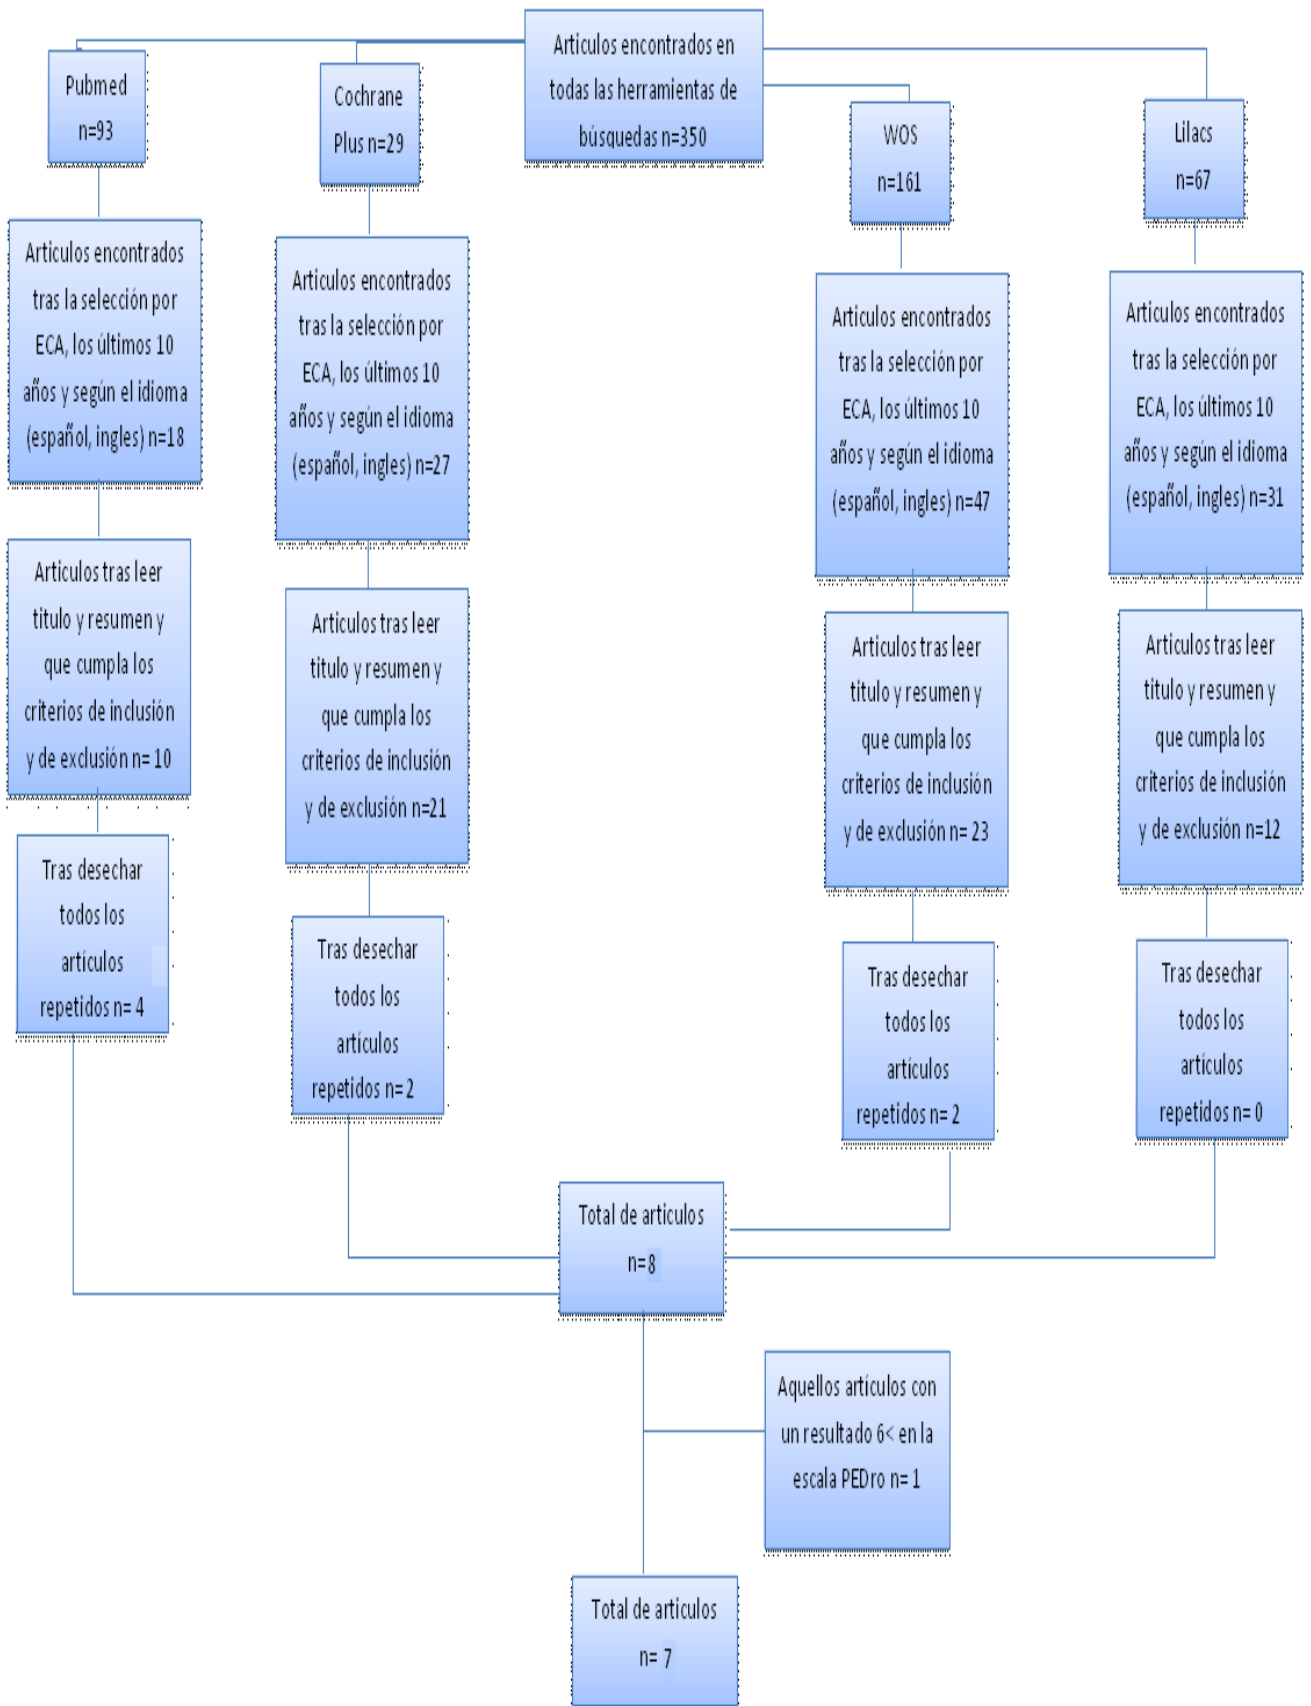 Articulos encontrados en
todas las herramientas de
búsquedas n=350
Pubmed
n=93
Cochrane
Plus n=29
WOS
n=161
Lilacs
n=67
Articulos encontrados
tras la selección por
ECA, los últimos 10
años y según el idioma
(español, ingles) n=18
Articulos encontrados
tras la selección por
ECA, los últimos 10
años y según el idioma
(español, ingles) n=27
Articulos encontrados
tras la selección por
ECA, los últimos 10
años y según el idioma
(español, ingles) n=47
Articulos encontrados
tras la selección por
ECA, los últimos 10
años y según el idioma
(español, ingles) n=31
Articulos tras leer
titulo y resumen y
que cumpla los
criterios de inclusión
y de exclusión n= 10
Articulos tras leer
titulo y resumen y
que cumpla los
criterios de inclusión
y de exclusión n=21
Articulos tras leer
titulo y resumen y
que cumpla los
criterios de inclusión
y de exclusión n= 23
Articulos tras leer
titulo y resumen y
que cumpla los
criterios de inclusión
y de exclusión n=12
Tras desechar
todos los
artículos
repetidos n= 4
Tras desechar
todos los
artículos
repetidos n= 2
Tras desechar
todos los
artículos
repetidos n= 2
Tras desechar
todos los
artículos
repetidos n= 0
Total de articulos
n= 8
Aquellos artículos con
un resultado 6< en la
escala PEDro n= 1
Total de articulos
n= 7